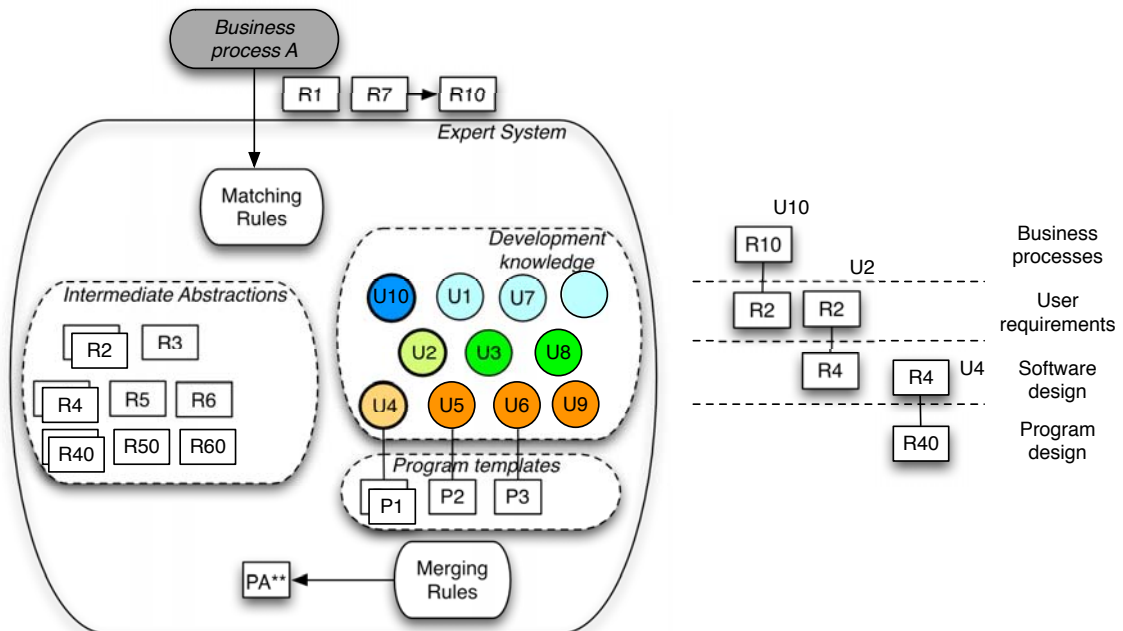 Business
process A
R1
R7
R10
Expert System
Matching
Rules
Development
knowledge
U10
U1
U7
U2
U3
U8
U4
U5
U6
U9
Intermediate Abstractions
R2
R3
R4
R5
R6
R40
R50
R60
Program templates
P1
P2
P3
Merging
Rules
PA**
U10
R10
Business
processes
U2
R2
R2
User
requirements
R4
R4
U4
Software
design
R40
Program
design